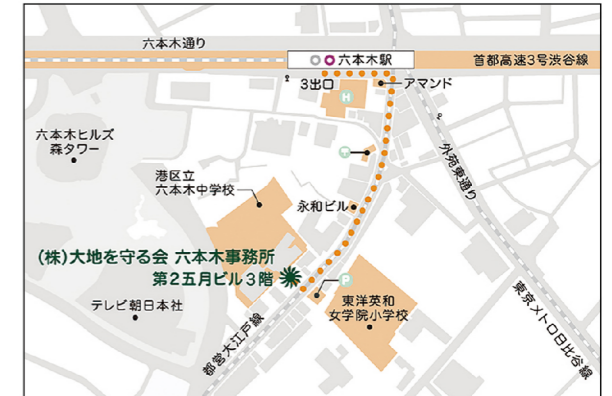 六本木通り
六本木駅
首都高速3号渋谷線
3出口
アマンド
H
六本木ヒルズ
森タワー
外苑東通り
港区立
六本木中学校
永和ビル
(株)大地を守る会 六本木事務所
第2五月ビル3階
P
テレビ朝日本社
東洋英和
女学院小学校
都営大江戸線
東京メトロ日比谷線